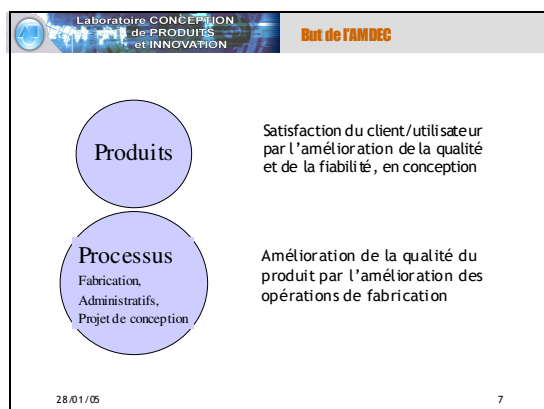 Laboratoire CONCEPTION
de PRODUITS
et INNOVATION
But de l'AMDEC
Produits
Satisfaction du client/utilisateur
par l'amélioration de la qualité
et de la fiabilité, en conception
Processus
Fabrication,
Administratifs,
Projet de conception
Amélioration de la qualité du
produit par l'amélioration des
opérations de fabrication
28/01/05
7